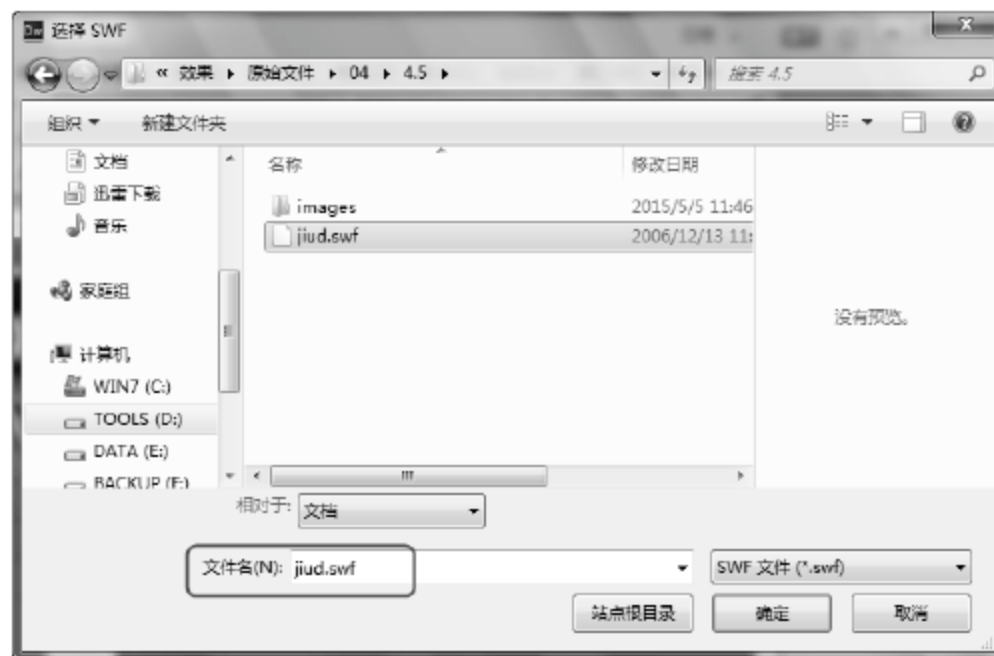 Dw 选择 SWF
« 效果 ▸ 原始文件 ▸ 04 ▸ 4.5 ▸
搜索 4.5
组织 新建文件夹
文档
迅雷下载
音乐
家庭组
计算机
WIN7 (C:)
TOOLS (D:)
DATA (E:)
BACKUP (F:)
名称 修改日期
images 2015/5/5 11:46
jiud.swf 2006/12/13 11:
没有预览。
相对于: 文档
文件名(N): jiud.swf
SWF 文件 (*.swf)
站点根目录 确定 取消